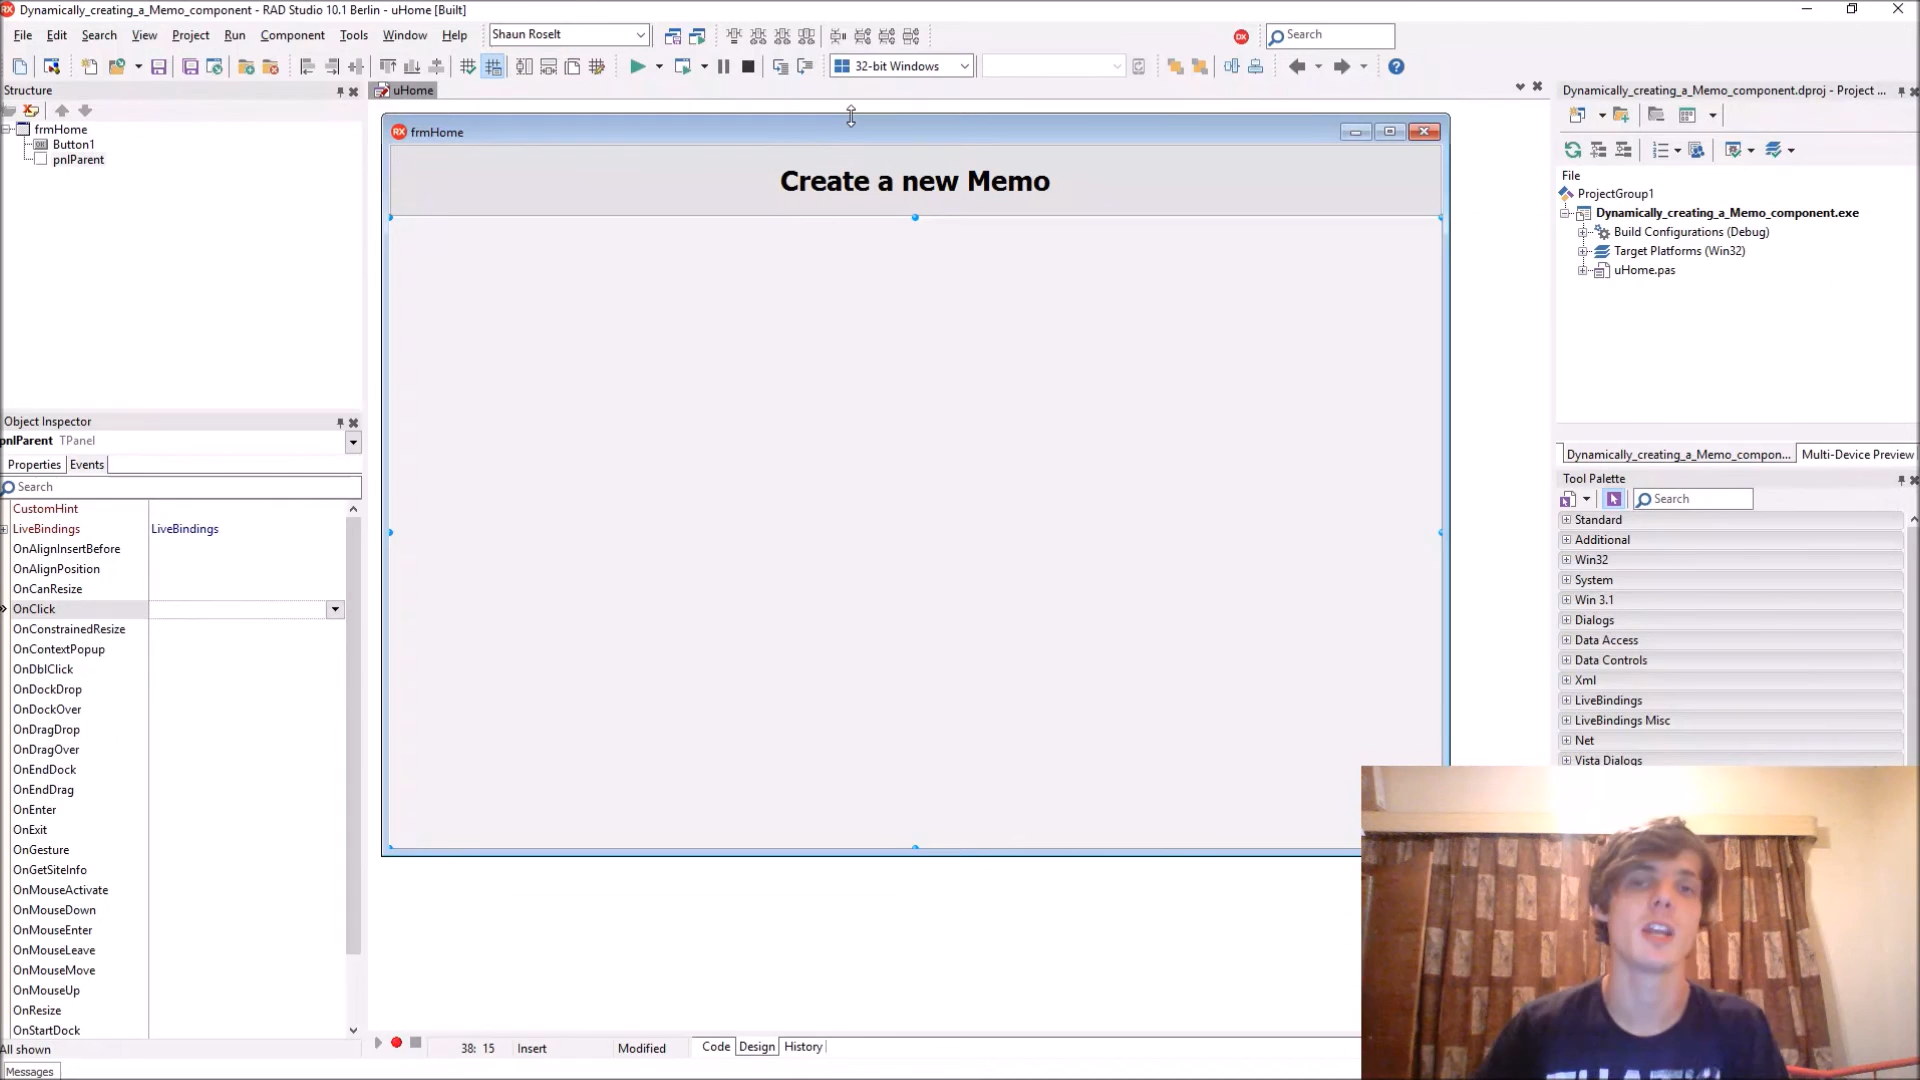 Dynamically_creating_a_Memo_component - RAD Studio 10.1 Berlin - uHome [Built]
File Edit Search View Project Run Component Tools Window Help
Shaun Roselt
Search
32-bit Windows
Structure
frmHome
Button1
pnlParent
uHome
frmHome
Create a new Memo
Object Inspector
pnlParent TPanel
Properties Events
Search
CustomHint
LiveBindings LiveBindings
OnAlignInsertBefore
OnAlignPosition
OnCanResize
OnClick
OnConstrainedResize
OnContextPopup
OnDblClick
OnDockDrop
OnDockOver
OnDragDrop
OnDragOver
OnEndDock
OnEndDrag
OnEnter
OnExit
OnGesture
OnGetSiteInfo
OnMouseActivate
OnMouseDown
OnMouseEnter
OnMouseLeave
OnMouseMove
OnMouseUp
OnResize
OnStartDock
All shown
Messages
38: 15 Insert Modified Code Design History
Dynamically_creating_a_Memo_component.dproj - Project ...
File
ProjectGroup1
Dynamically_creating_a_Memo_component.exe
Build Configurations (Debug)
Target Platforms (Win32)
uHome.pas
Dynamically_creating_a_Memo_compon... Multi-Device Preview
Tool Palette
Search
Standard
Additional
Win32
System
Win 3.1
Dialogs
Data Access
Data Controls
Xml
LiveBindings
LiveBindings Misc
Net
Vista Dialogs